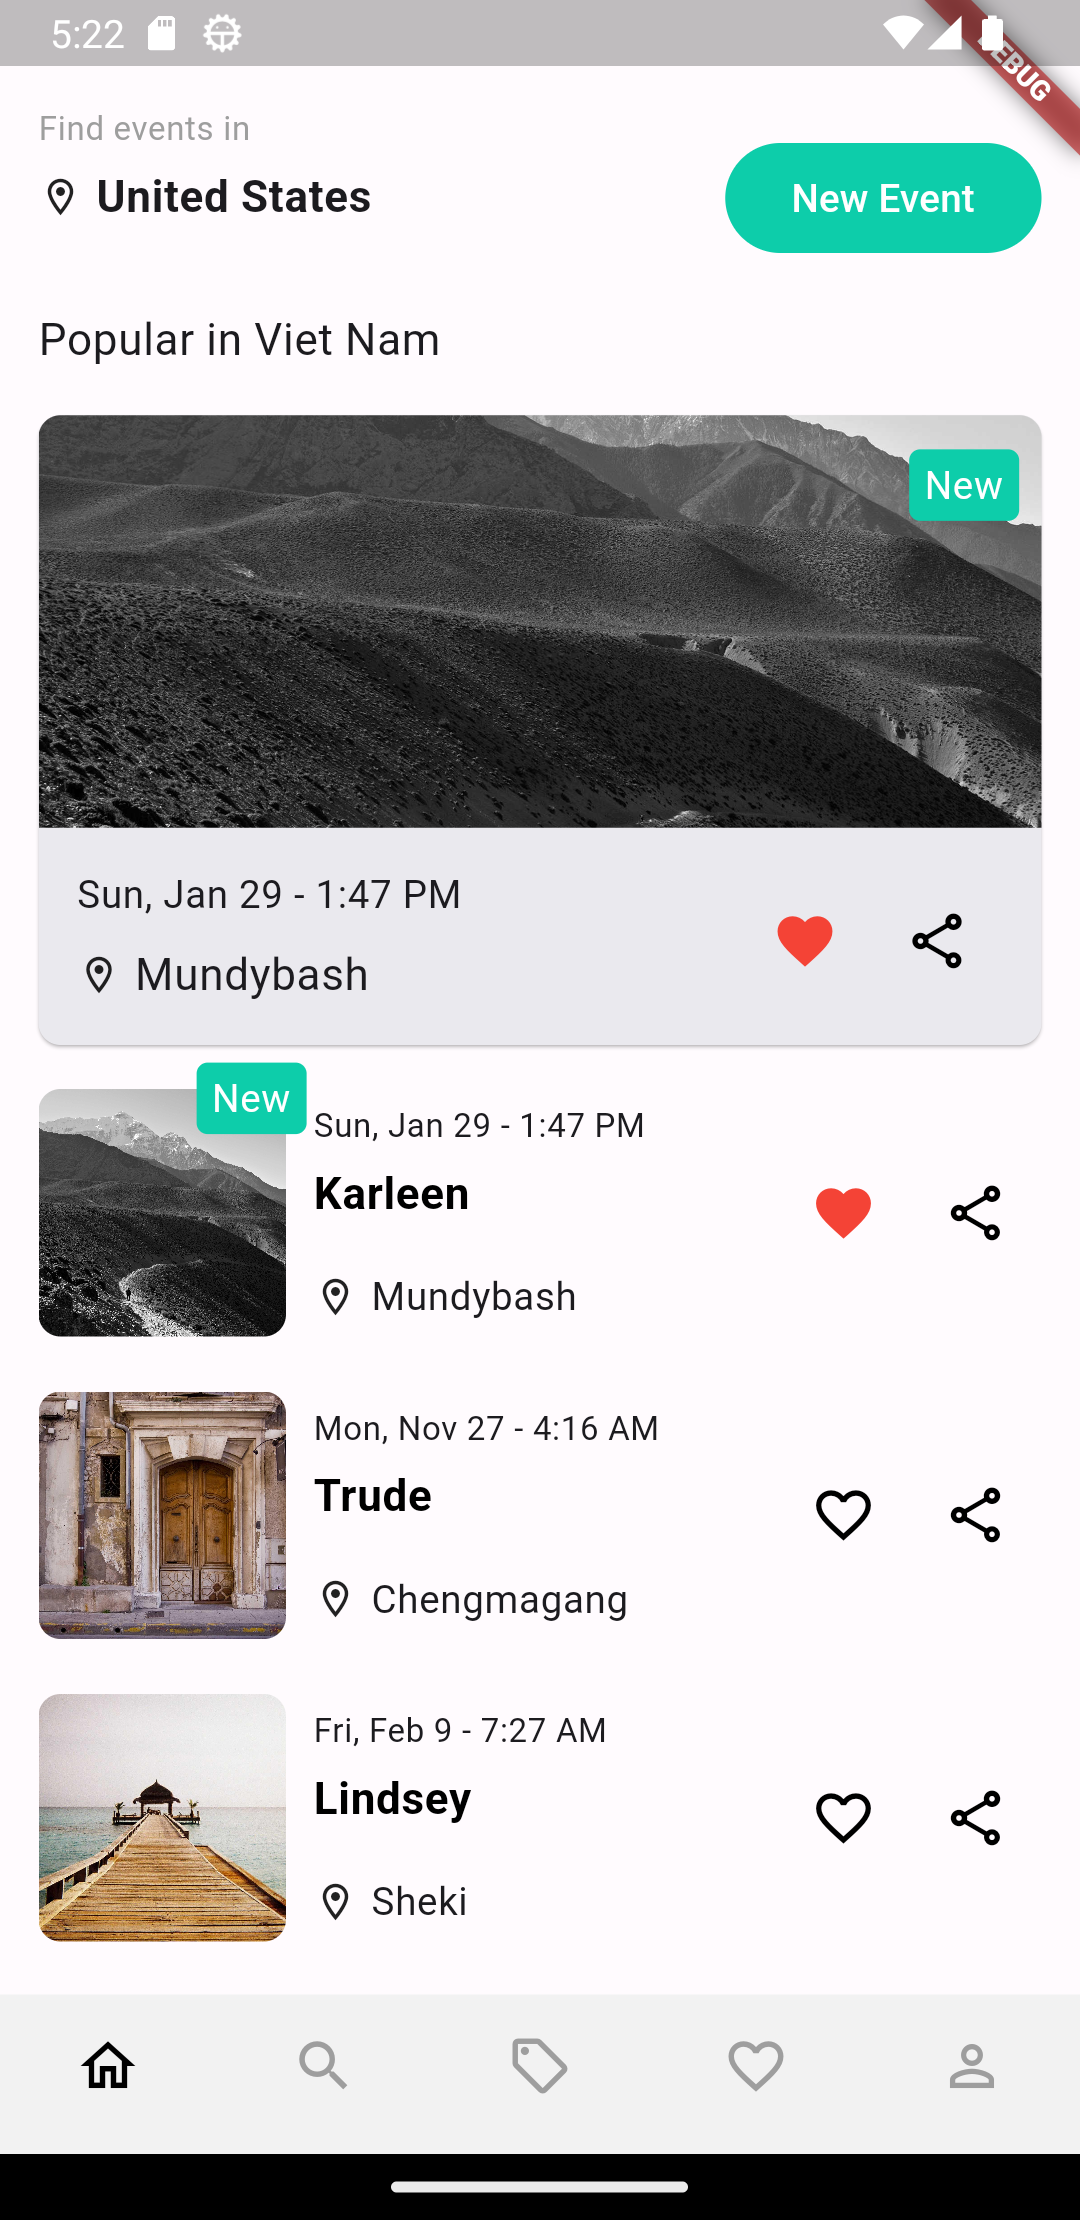 5:22
DEBUG
Find events in
United States
New Event
Popular in Viet Nam
New
Sun, Jan 29 - 1:47 PM
Mundybash
New
Sun, Jan 29 - 1:47 PM
Karleen
Mundybash
Mon, Nov 27 - 4:16 AM
Trude
Chengmagang
Fri, Feb 9 - 7:27 AM
Lindsey
Sheki